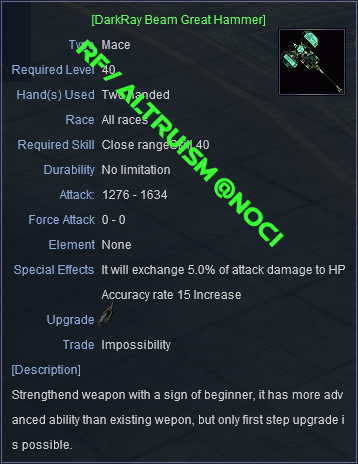 [DarkRay Beam Great Hammer]
Type Mace
Required Level 40
Hand(s) Used Two handed
Race All races
Required Skill Close range Skill 40
Durability No limitation
Attack: 1276 - 1634
Force Attack 0 - 0
Element None
Special Effects It will exchange 5.0% of attack damage to HP
Accuracy rate 15 Increase
Upgrade
Trade Impossibility
[Description]
Strengthend weapon with a sign of beginner, it has more adv
anced ability than existing wepon, but only first step upgrade i
s possible.
RF/ ALTRUISM @NOCI